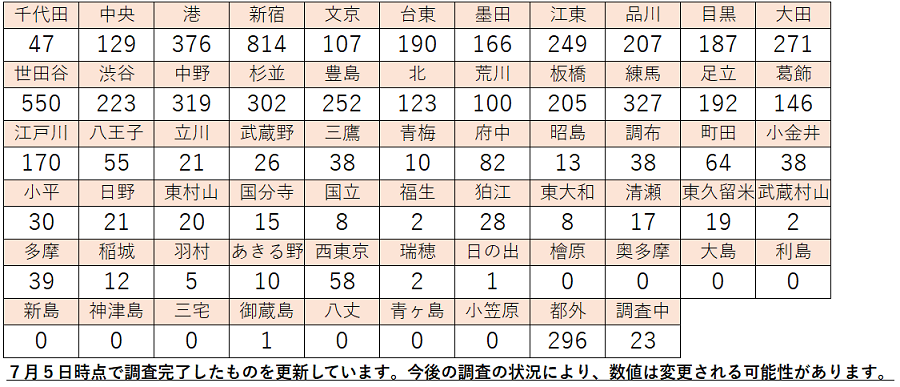 千代田 中央 港 新宿 文京 台東 墨田 江東 品川 目黒 大田
47 129 376 814 107 190 166 249 207 187 271
世田谷 渋谷 中野 杉並 豊島 北 荒川 板橋 練馬 足立 葛飾
550 223 319 302 252 123 100 205 327 192 146
江戸川 八王子 立川 武蔵野 三鷹 青梅 府中 昭島 調布 町田 小金井
170 55 21 26 38 10 82 13 38 64 38
小平 日野 東村山 国分寺 国立 福生 狛江 東大和 清瀬 東久留米 武蔵村山
30 21 20 15 8 2 28 8 17 19 2
多摩 稲城 羽村 あきる野 西東京 瑞穂 日の出 檜原 奥多摩 大島 利島
39 12 5 10 58 2 1 0 0 0 0
新島 神津島 三宅 御蔵島 八丈 青ヶ島 小笠原 都外 調査中
0 0 0 1 0 0 0 296 23
７月５日時点で調査完了したものを更新しています。今後の調査の状況により、数値は変更される可能性があります。